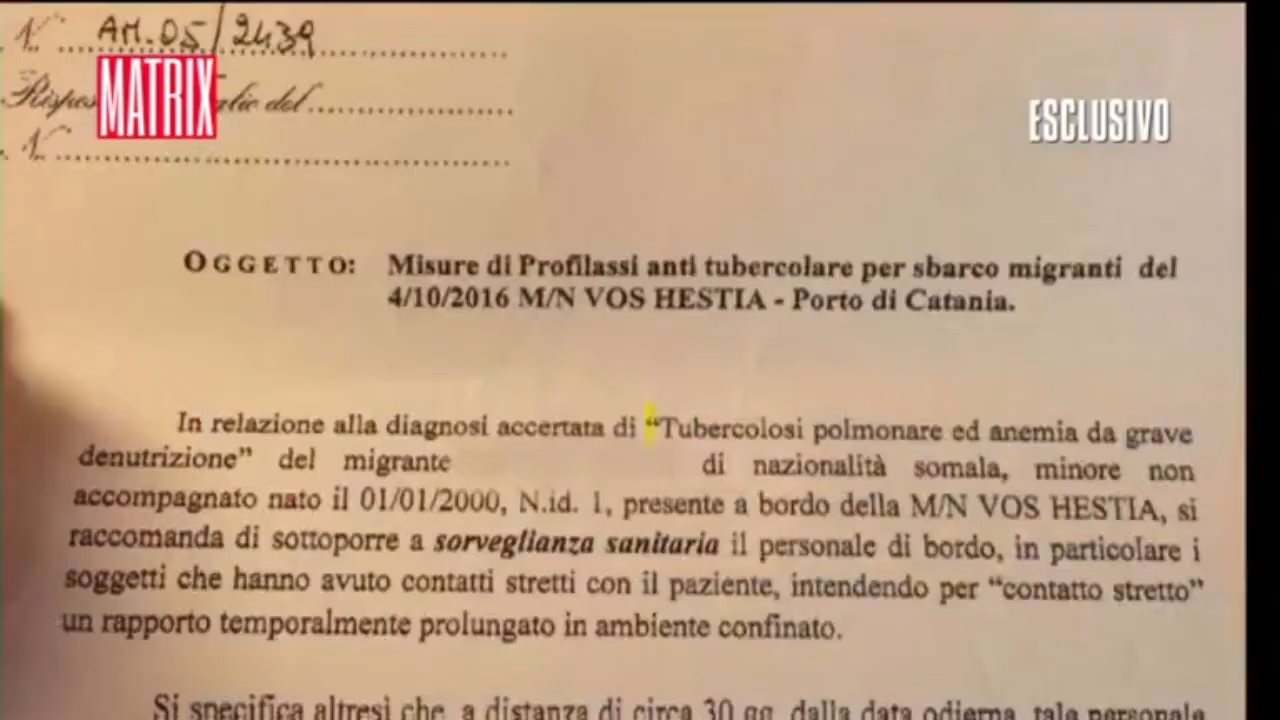 N. AM.05/2439
MATRIX
ESCLUSIVO
del
N.
OGGETTO: Misure di Profilassi anti tubercolare per sbarco migranti del
4/10/2016 M/N VOS HESTIA - Porto di Catania.
In relazione alla diagnosi accertata di “Tubercolosi polmonare ed anemia da grave
denutrizione” del migrante di nazionalità somala, minore non
accompagnato nato il 01/01/2000, N.id. 1, presente a bordo della M/N VOS HESTIA, si
raccomanda di sottoporre a sorveglianza sanitaria il personale di bordo, in particolare i
soggetti che hanno avuto contatti stretti con il paziente, intendendo per “contatto stretto”
un rapporto temporalmente prolungato in ambiente confinato.
Si specifica altresì che, a distanza di circa 30 gg. dalla data odierna, tale personale